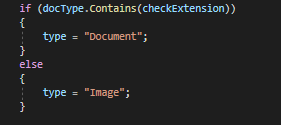 if (docType.Contains(checkExtension))
{
type = "Document";
}
else
{
type = "Image";
}